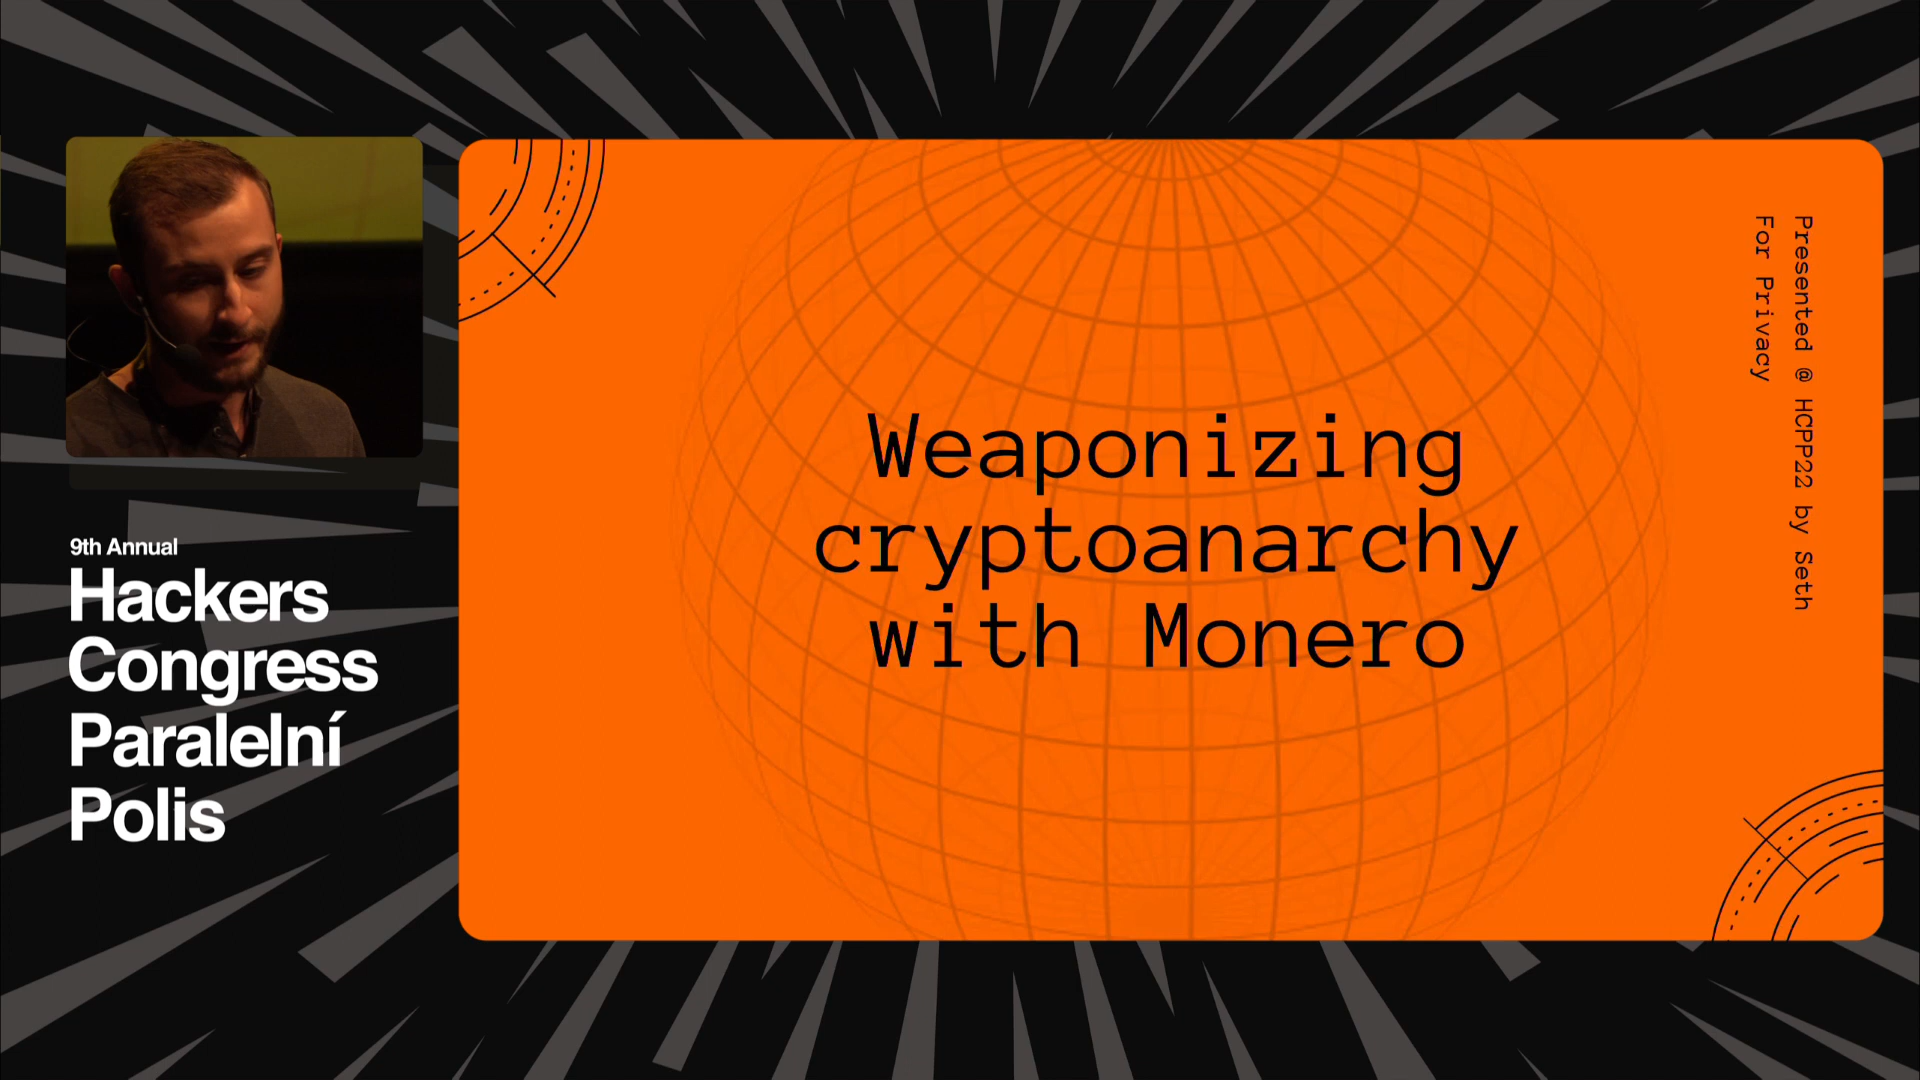 9th Annual
Hackers
Congress
Paralelní
Polis
Weaponizing
cryptoanarchy
with Monero
Presented @ HCPP22 by Seth
For Privacy